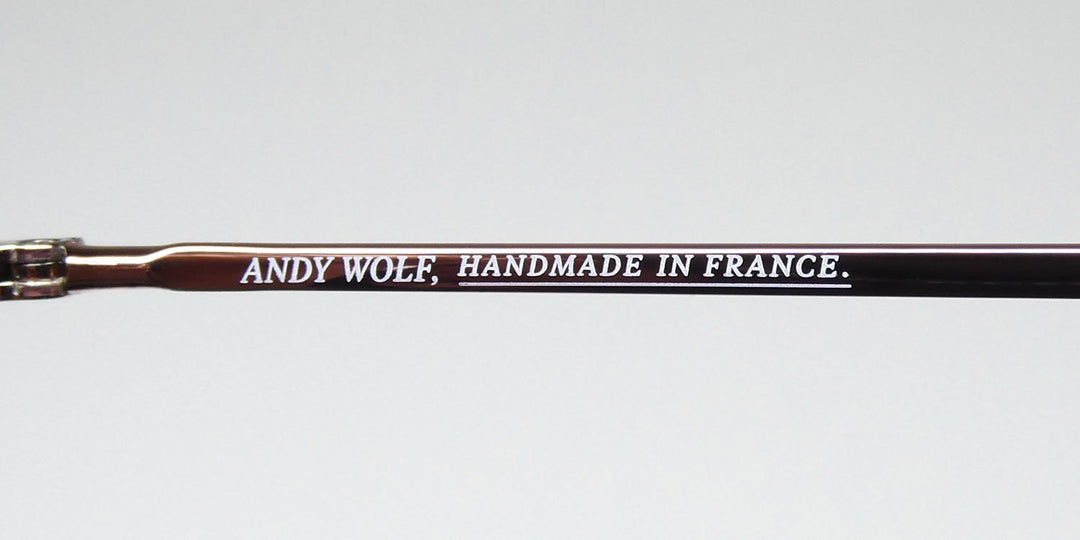 ANDY WOLF, HANDMADE IN FRANCE.